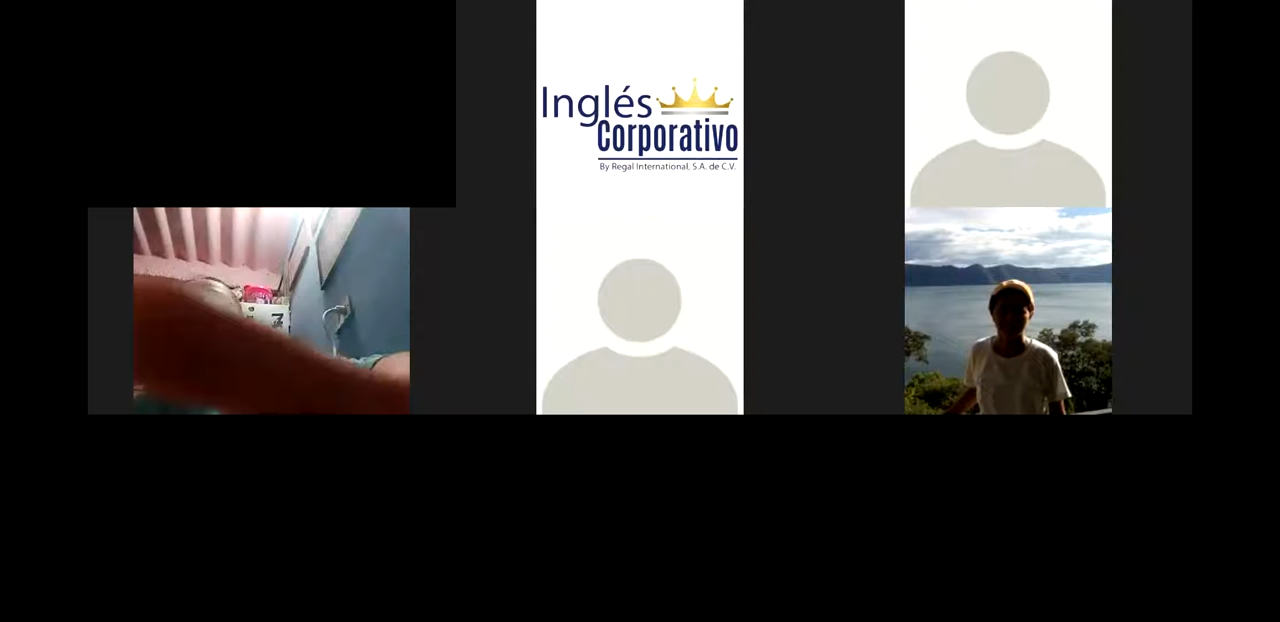 Inglés
Corporativo
By Regal International, S.A. de C.V.